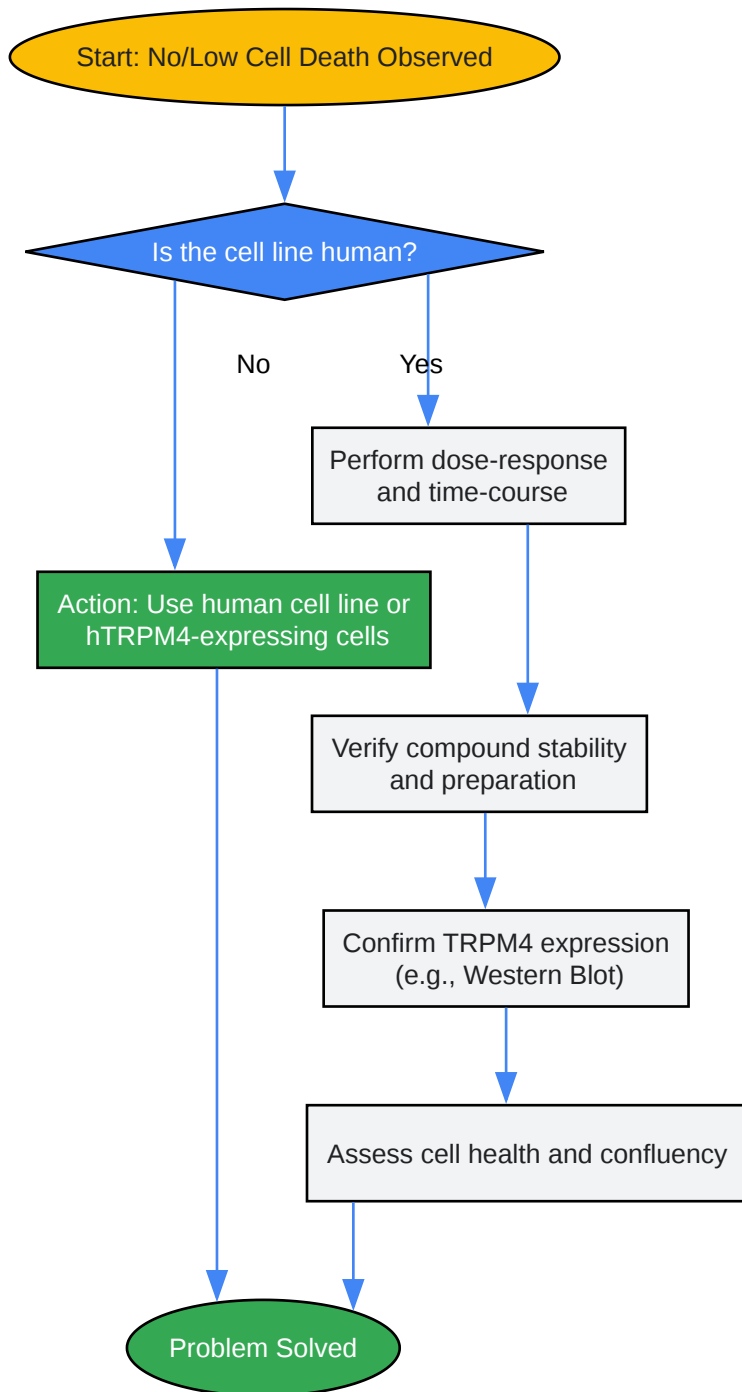 Start: No/Low Cell Death Observed
Is the cell line human?
No
Yes
Perform dose-response
and time-course
Action: Use human cell line or
hTRPM4-expressing cells
Verify compound stability
and preparation
Confirm TRPM4 expression
(e.g., Western Blot)
Assess cell health and confluency
Problem Solved